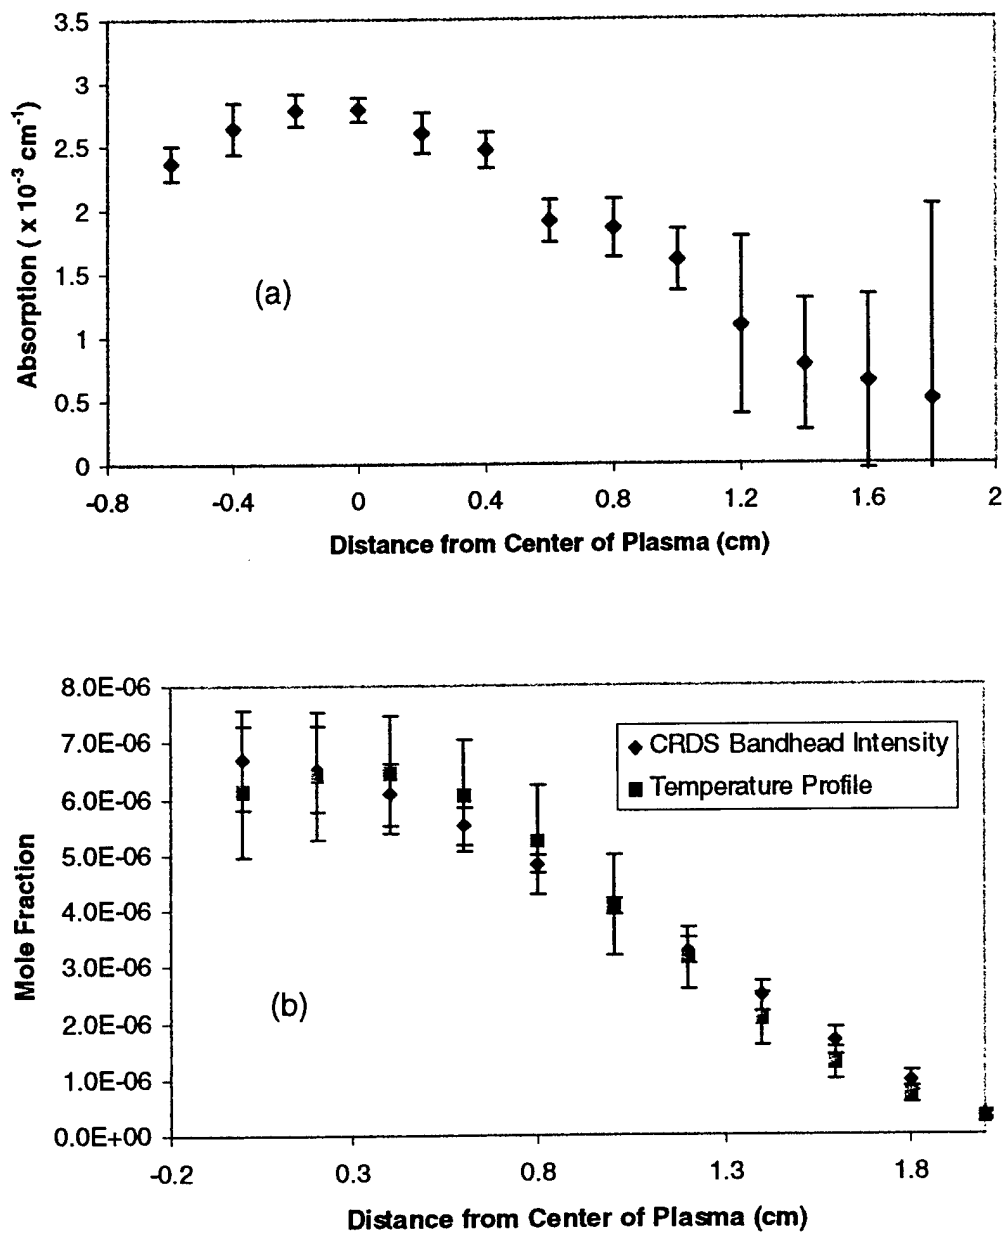 3.5
3
2.5
2
1.5
1
0.5
0
Absorption ( x 10⁻³ cm⁻¹)
(a)
-0.8 -0.4 0 0.4 0.8 1.2 1.6 2
Distance from Center of Plasma (cm)
8.0E-06
7.0E-06
6.0E-06
5.0E-06
4.0E-06
3.0E-06
2.0E-06
1.0E-06
0.0E+00
Mole Fraction
CRDS Bandhead Intensity
Temperature Profile
(b)
-0.2 0.3 0.8 1.3 1.8
Distance from Center of Plasma (cm)